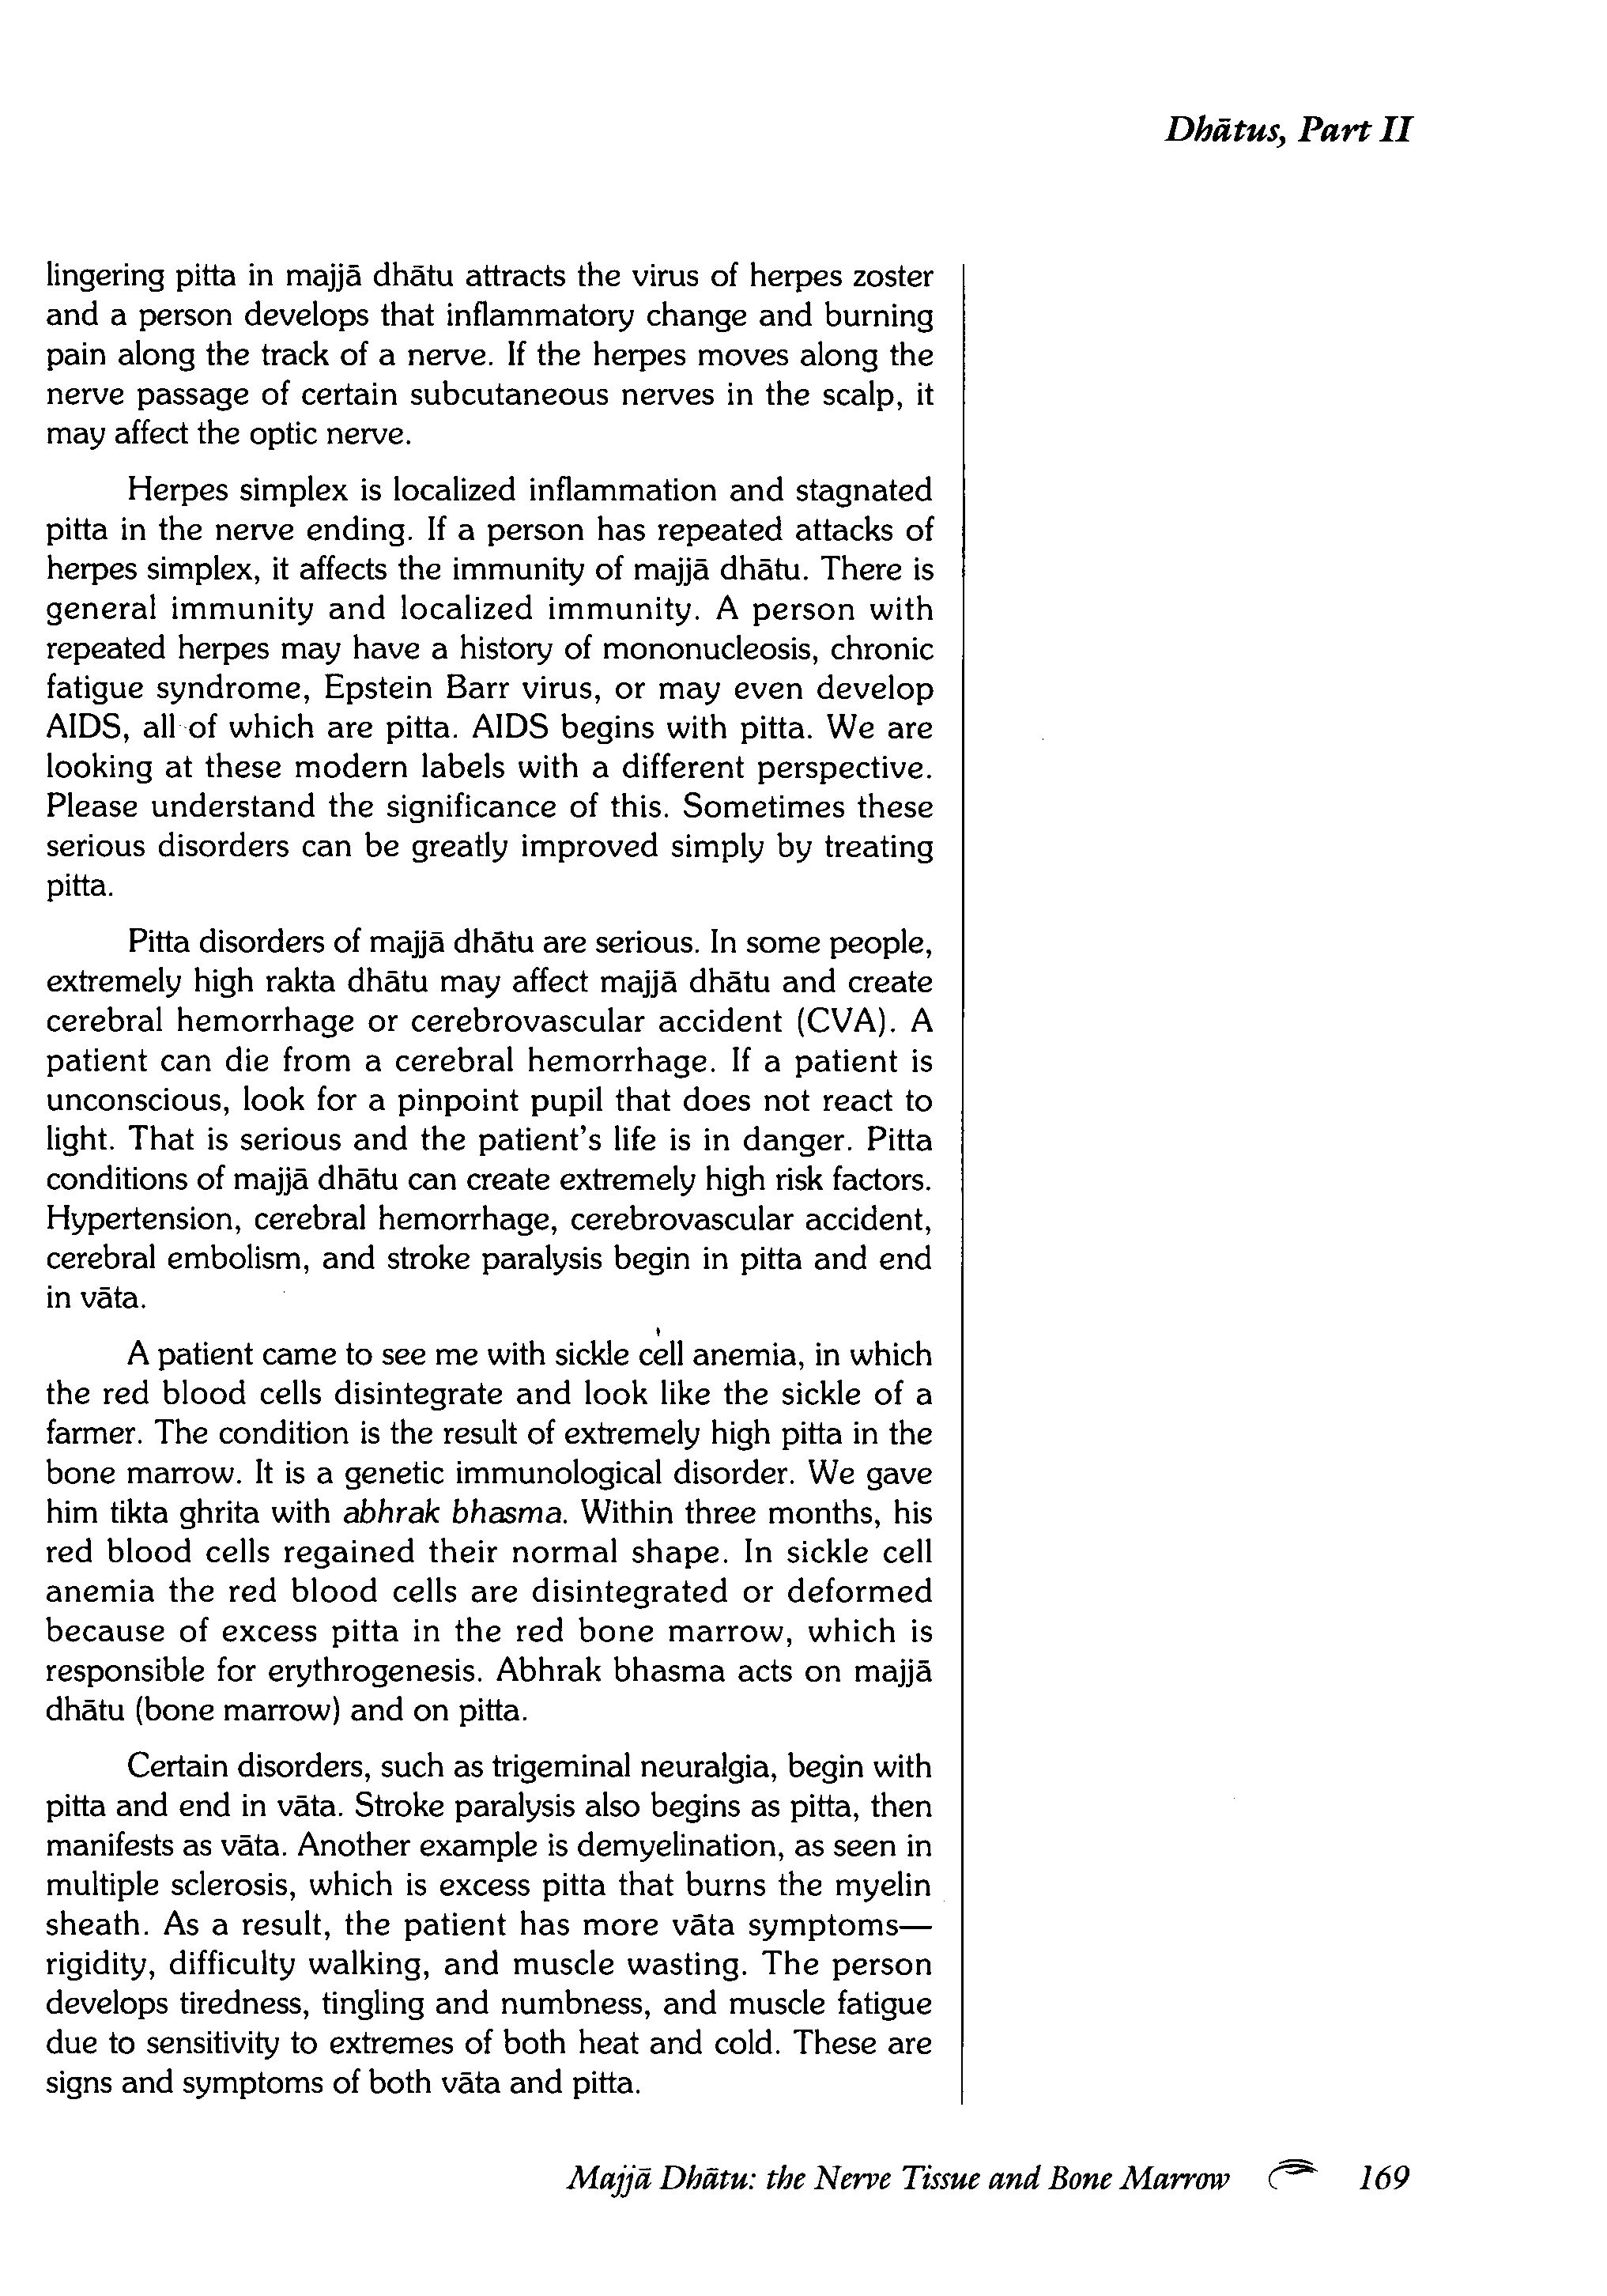 Dhātus, Part II
lingering pitta in majjā dhātu attracts the virus of herpes zoster
and a person develops that inflammatory change and burning
pain along the track of a nerve. If the herpes moves along the
nerve passage of certain subcutaneous nerves in the scalp, it
may affect the optic nerve.
Herpes simplex is localized inflammation and stagnated
pitta in the nerve ending. If a person has repeated attacks of
herpes simplex, it affects the immunity of majjā dhātu. There is
general immunity and localized immunity. A person with
repeated herpes may have a history of mononucleosis, chronic
fatigue syndrome, Epstein Barr virus, or may even develop
AIDS, all of which are pitta. AIDS begins with pitta. We are
looking at these modern labels with a different perspective.
Please understand the significance of this. Sometimes these
serious disorders can be greatly improved simply by treating
pitta.
Pitta disorders of majjā dhātu are serious. In some people,
extremely high rakta dhātu may affect majjā dhātu and create
cerebral hemorrhage or cerebrovascular accident (CVA). A
patient can die from a cerebral hemorrhage. If a patient is
unconscious, look for a pinpoint pupil that does not react to
light. That is serious and the patient's life is in danger. Pitta
conditions of majjā dhātu can create extremely high risk factors.
Hypertension, cerebral hemorrhage, cerebrovascular accident,
cerebral embolism, and stroke paralysis begin in pitta and end
in vāta.
A patient came to see me with sickle cell anemia, in which
the red blood cells disintegrate and look like the sickle of a
farmer. The condition is the result of extremely high pitta in the
bone marrow. It is a genetic immunological disorder. We gave
him tikta ghrita with abhrak bhasma. Within three months, his
red blood cells regained their normal shape. In sickle cell
anemia the red blood cells are disintegrated or deformed
because of excess pitta in the red bone marrow, which is
responsible for erythrogenesis. Abhrak bhasma acts on majjā
dhātu (bone marrow) and on pitta.
Certain disorders, such as trigeminal neuralgia, begin with
pitta and end in vāta. Stroke paralysis also begins as pitta, then
manifests as vāta. Another example is demyelination, as seen in
multiple sclerosis, which is excess pitta that burns the myelin
sheath. As a result, the patient has more vāta symptoms—
rigidity, difficulty walking, and muscle wasting. The person
develops tiredness, tingling and numbness, and muscle fatigue
due to sensitivity to extremes of both heat and cold. These are
signs and symptoms of both vāta and pitta.
Majjā Dhātu: the Nerve Tissue and Bone Marrow 169